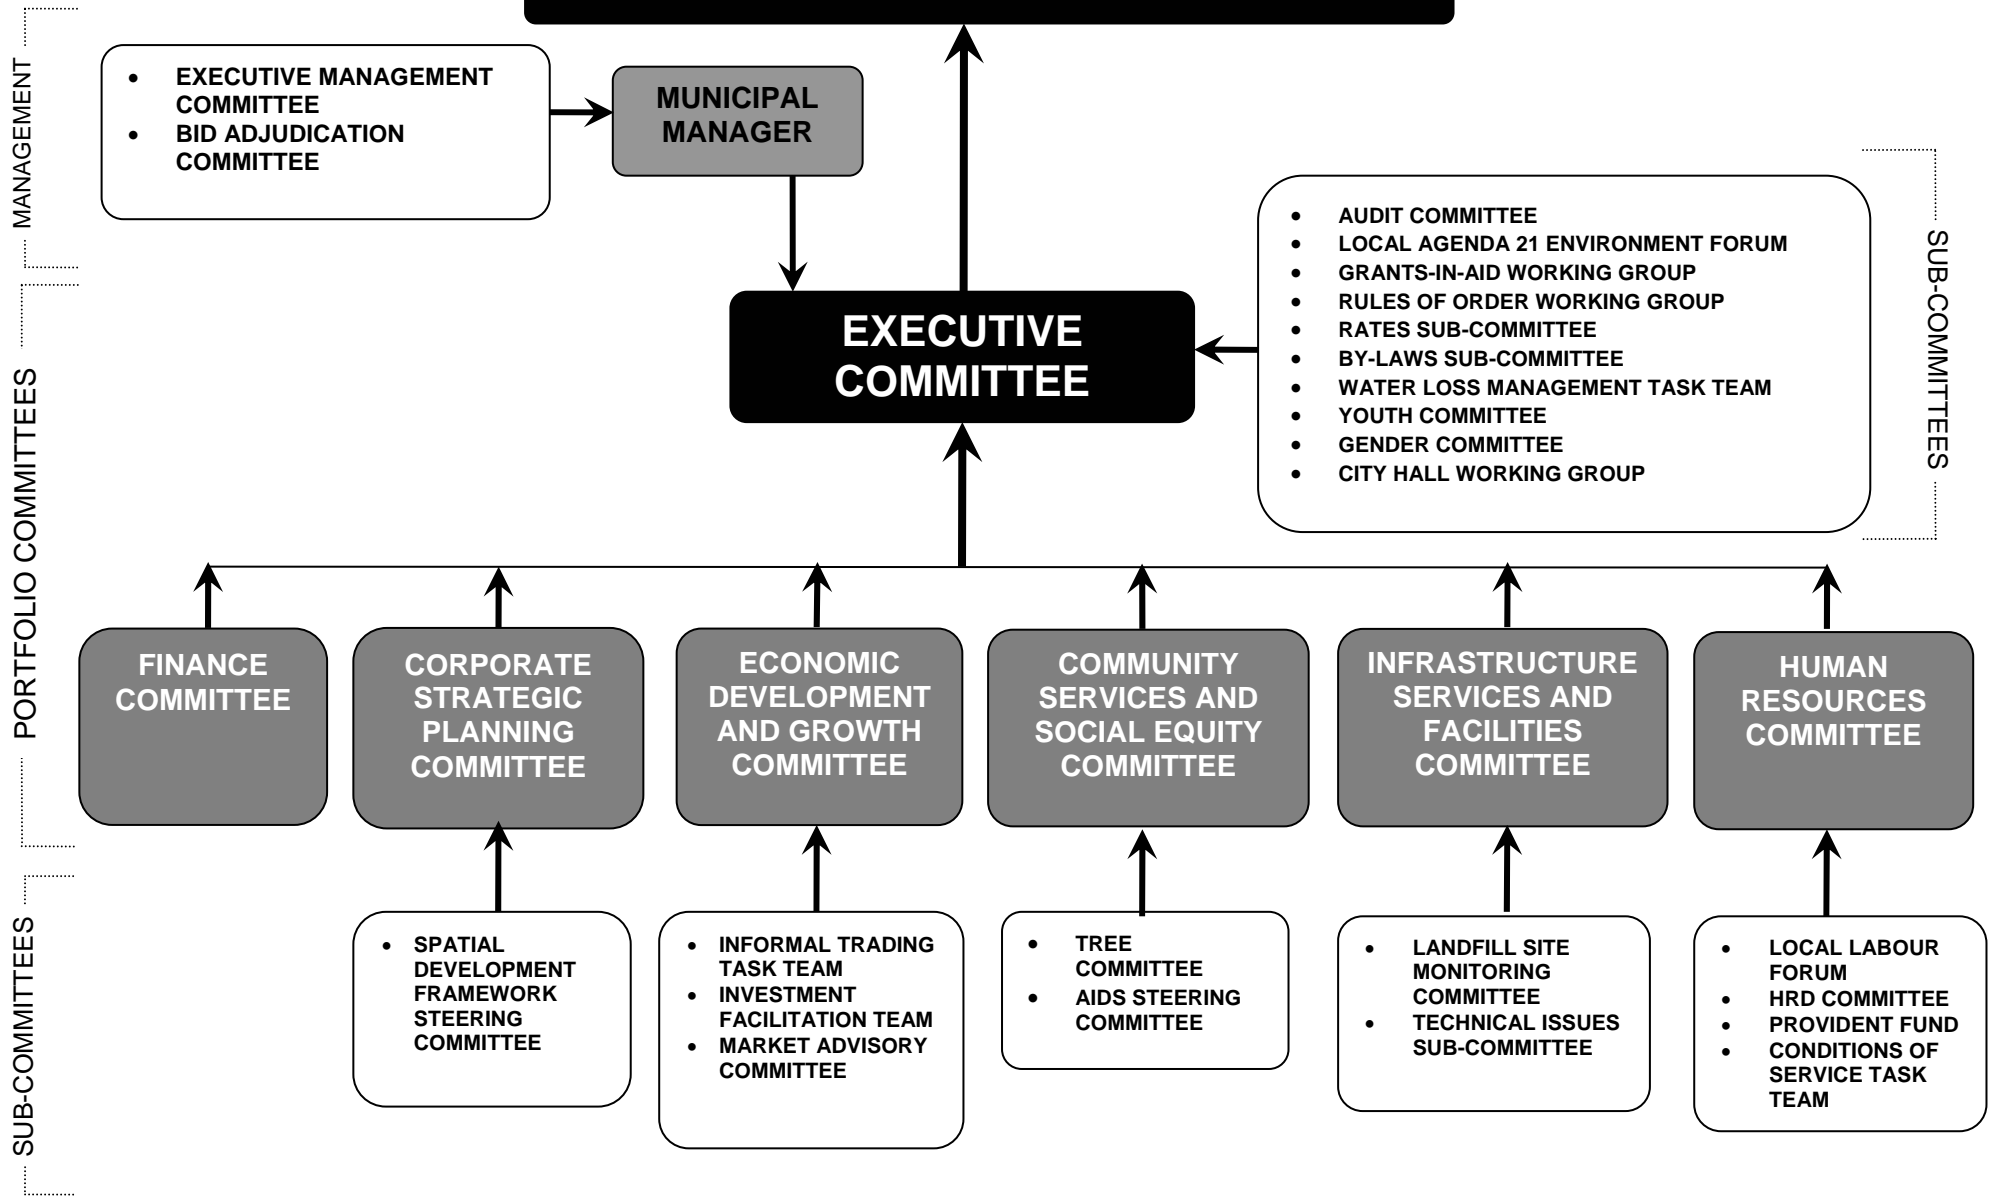 MANAGEMENT
• EXECUTIVE MANAGEMENT
COMMITTEE
• BID ADJUDICATION
COMMITTEE
MUNICIPAL
MANAGER
• AUDIT COMMITTEE
• LOCAL AGENDA 21 ENVIRONMENT FORUM
• GRANTS-IN-AID WORKING GROUP
• RULES OF ORDER WORKING GROUP
• RATES SUB-COMMITTEE
• BY-LAWS SUB-COMMITTEE
• WATER LOSS MANAGEMENT TASK TEAM
• YOUTH COMMITTEE
• GENDER COMMITTEE
• CITY HALL WORKING GROUP
SUB-COMMITTEES
EXECUTIVE
COMMITTEE
PORTFOLIO COMMITTEES
FINANCE
COMMITTEE
CORPORATE
STRATEGIC
PLANNING
COMMITTEE
ECONOMIC
DEVELOPMENT
AND GROWTH
COMMITTEE
COMMUNITY
SERVICES AND
SOCIAL EQUITY
COMMITTEE
INFRASTRUCTURE
SERVICES AND
FACILITIES
COMMITTEE
HUMAN
RESOURCES
COMMITTEE
SUB-COMMITTEES
• SPATIAL
DEVELOPMENT
FRAMEWORK
STEERING
COMMITTEE
• INFORMAL TRADING
TASK TEAM
• INVESTMENT
FACILITATION TEAM
• MARKET ADVISORY
COMMITTEE
• TREE
COMMITTEE
• AIDS STEERING
COMMITTEE
• LANDFILL SITE
MONITORING
COMMITTEE
• TECHNICAL ISSUES
SUB-COMMITTEE
• LOCAL LABOUR
FORUM
• HRD COMMITTEE
• PROVIDENT FUND
• CONDITIONS OF
SERVICE TASK
TEAM